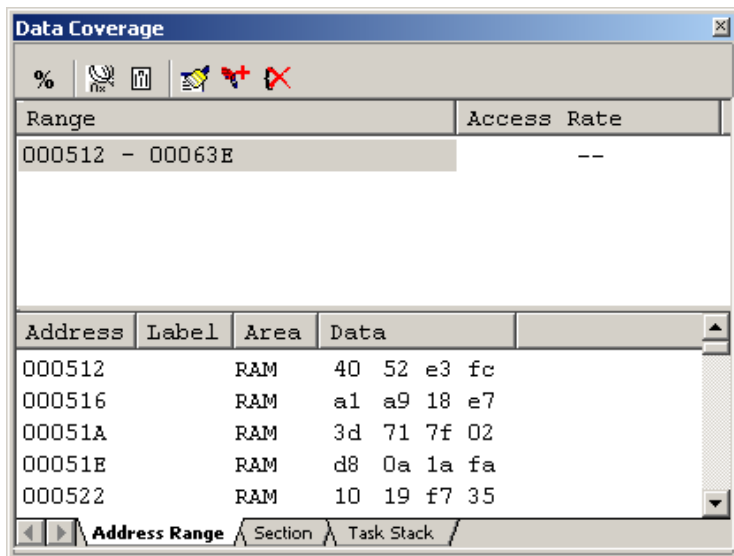 Data Coverage
%
Range Access Rate
000512 - 00063E --
Address Label Area Data
000512 RAM 40 52 e3 fc
000516 RAM a1 a9 18 e7
00051A RAM 3d 71 7f 02
00051E RAM d8 0a 1a fa
000522 RAM 10 19 f7 35
Address Range Section Task Stack